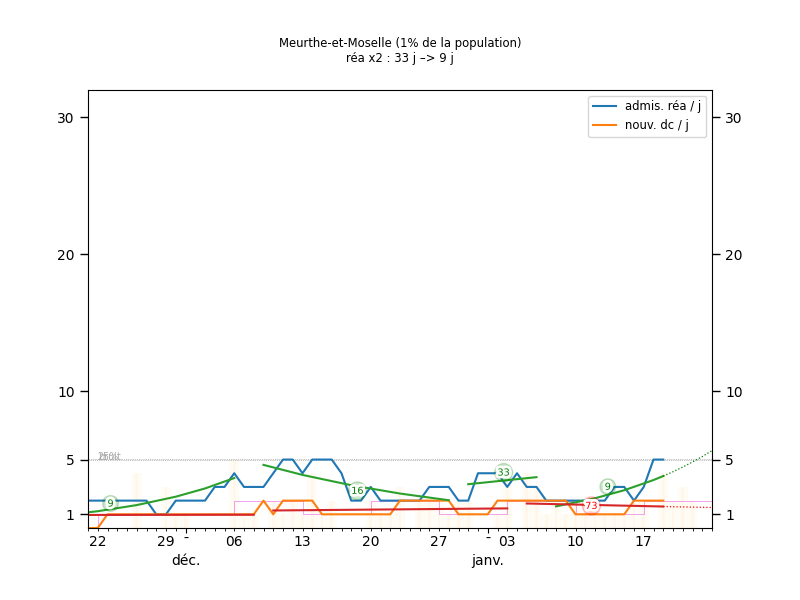 Meurthe-et-Moselle (1% de la population)
réa x2 : 33 j –> 9 j
admis. réa / j
nouv. dc / j
30 30
20 20
10 10
5 5
1 1
9 16 33 9 73
22 29 - 06 13 20 27 - 03 10 17
déc. janv.